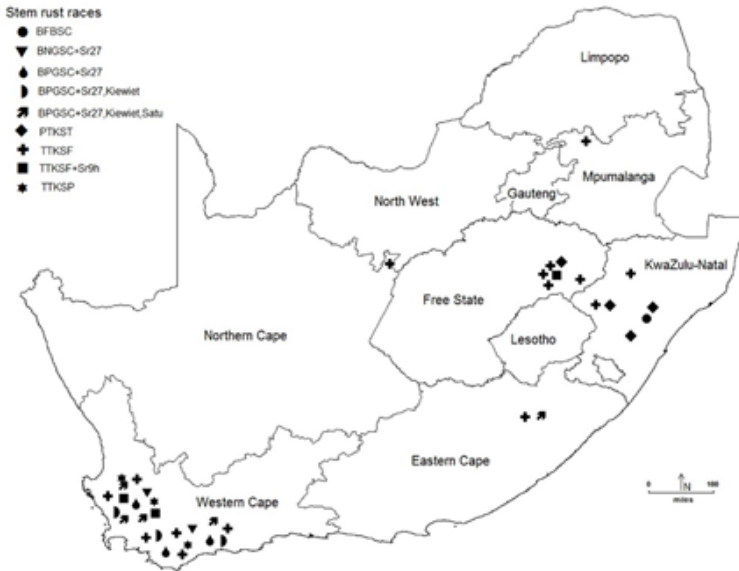 Stem rust races
BFBSC
BNGSC+Sr27
BPGSC+Sr27
BPGSC+Sr27,Kiewiet
BPGSC+Sr27,Kiewiet,Satu
PTKST
TTKSF
TTKSF+Sr9h
TTKSP
Limpopo
Mpumalanga
Gauteng
North West
KwaZulu-Natal
Free State
Northern Cape
Lesotho
Eastern Cape
Western Cape
N
0 100
miles